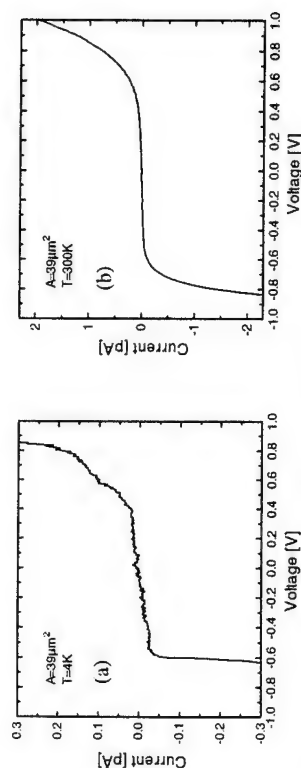 0.3
0.2
0.1
0.0
-0.1
-0.2
-0.3
Current [pA]
A=39µm²
T=4K
(a)
-1.0 -0.8 -0.6 -0.4 -0.2 0.0 0.2 0.4 0.6 0.8 1.0
Voltage [V]
2
1
0
-1
-2
Current [pA]
A=39µm²
T=300K
(b)
-1.0 -0.8 -0.6 -0.4 -0.2 0.0 0.2 0.4 0.6 0.8 1.0
Voltage [V]